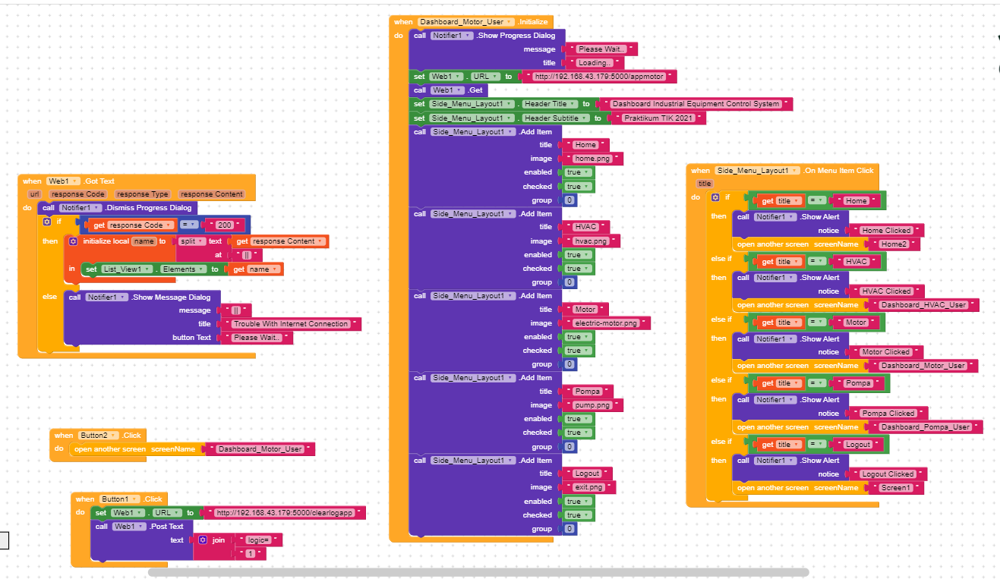 when Web1 .Got Text
url response Code response Type response Content
do call Notifier1 .Dismiss Progress Dialog
if get response Code = " 200 "
then initialize local name to split text get response Content
at " || "
in set List_View1 . Elements to get name
else call Notifier1 .Show Message Dialog
message " || "
title " Trouble With Internet Connection "
button Text " Please Wait.. "
when Button2 .Click
do open another screen screenName " Dashboard_Motor_User "
when Button1 .Click
do set Web1 . URL to " http://192.168.43.179:5000/clearlogapp "
call Web1 .Post Text
text join " logic= "
" 1 "
when Dashboard_Motor_User .Initialize
do call Notifier1 .Show Progress Dialog
message " Please Wait.. "
title " Loading.. "
set Web1 . URL to " http://192.168.43.179:5000/appmotor "
call Web1 .Get
set Side_Menu_Layout1 . Header Title to " Dashboard Industrial Equipment Control System "
set Side_Menu_Layout1 . Header Subtitle to " Praktikum TIK 2021 "
call Side_Menu_Layout1 .Add Item
title " Home "
image " home.png "
enabled true
checked true
group 0
call Side_Menu_Layout1 .Add Item
title " HVAC "
image " hvac.png "
enabled true
checked true
group 0
call Side_Menu_Layout1 .Add Item
title " Motor "
image " electric-motor.png "
enabled true
checked true
group 0
call Side_Menu_Layout1 .Add Item
title " Pompa "
image " pump.png "
enabled true
checked true
group 0
call Side_Menu_Layout1 .Add Item
title " Logout "
image " exit.png "
enabled true
checked true
group 0
when Side_Menu_Layout1 .On Menu Item Click
title
do if get title = " Home "
then call Notifier1 .Show Alert
notice " Home Clicked "
open another screen screenName " Home2 "
else if get title = " HVAC "
then call Notifier1 .Show Alert
notice " HVAC Clicked "
open another screen screenName " Dashboard_HVAC_User "
else if get title = " Motor "
then call Notifier1 .Show Alert
notice " Motor Clicked "
open another screen screenName " Dashboard_Motor_User "
else if get title = " Pompa "
then call Notifier1 .Show Alert
notice " Pompa Clicked "
open another screen screenName " Dashboard_Pompa_User "
else if get title = " Logout "
then call Notifier1 .Show Alert
notice " Logout Clicked "
open another screen screenName " Screen1 "